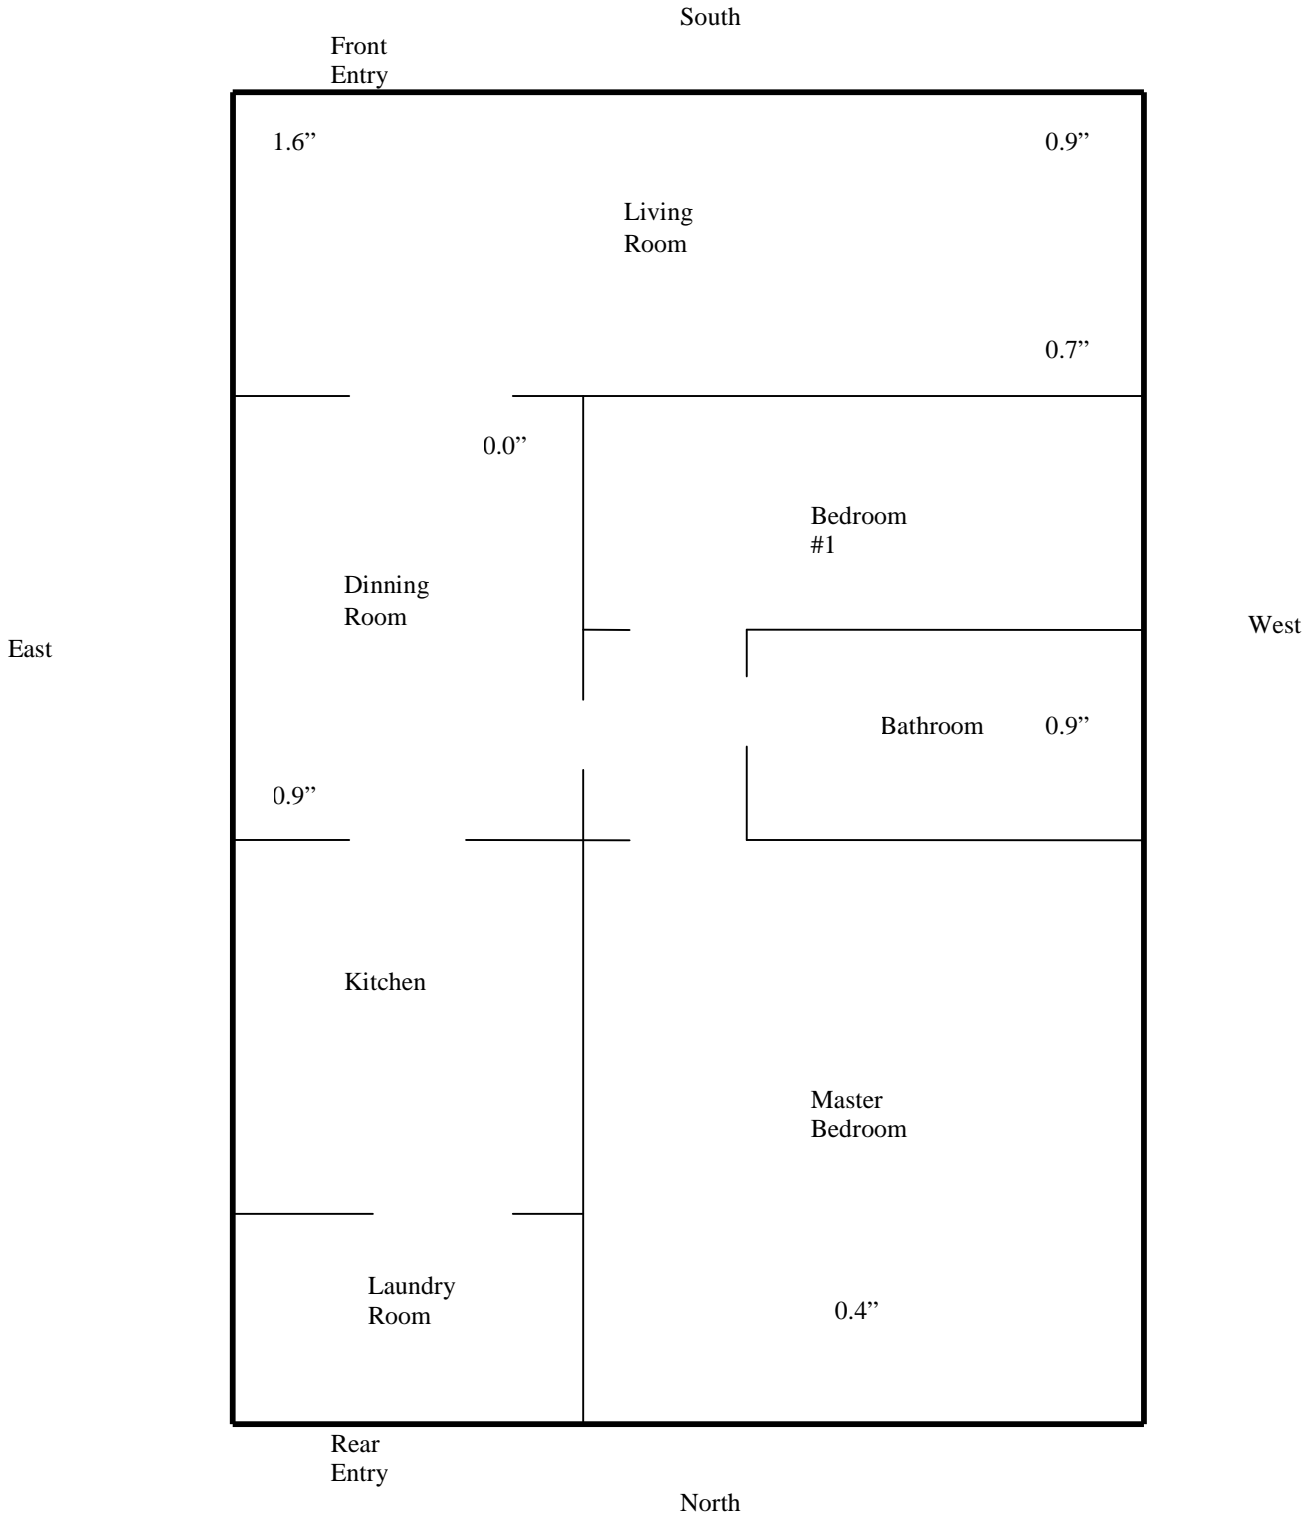 South
Front
Entry
1.6”
0.9”
Living
Room
0.7”
0.0”
Bedroom
#1
Dinning
Room
East
West
Bathroom
0.9”
0.9”
Kitchen
Master
Bedroom
Laundry
Room
0.4”
Rear
Entry
North